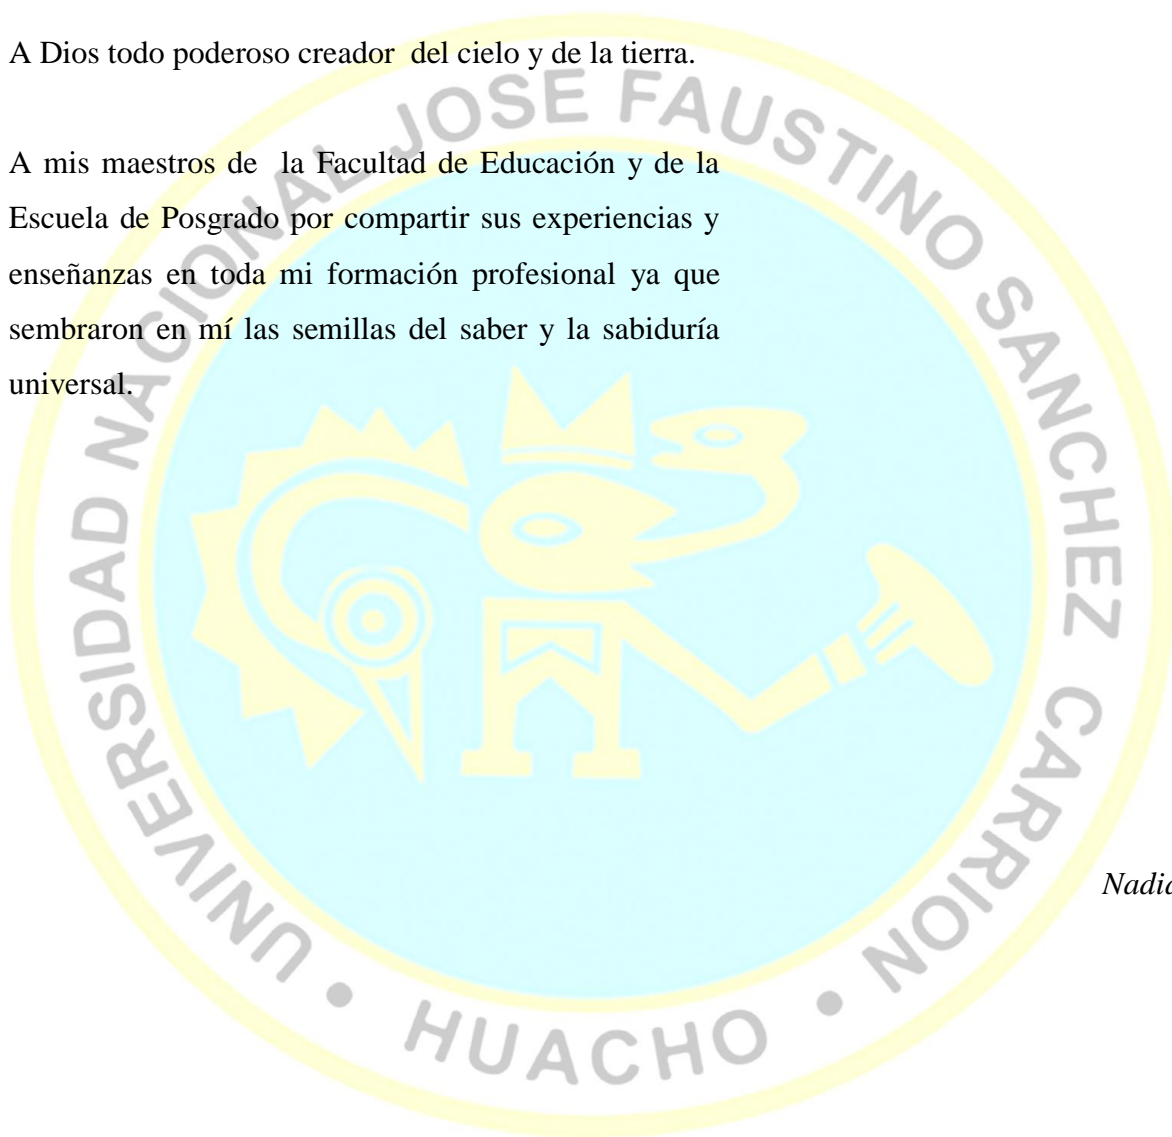 A Dios todo poderoso creador  del cielo y de la tierra.
A mis maestros de  la Facultad de Educación y de la
Escuela de Posgrado por compartir sus experiencias y
enseñanzas en toda mi formación profesional ya que
sembraron en mí las semillas del saber y la sabiduría
universal.
UNIVERSIDAD NACIONAL JOSE FAUSTINO SANCHEZ CARRION
Nadia
• HUACHO •